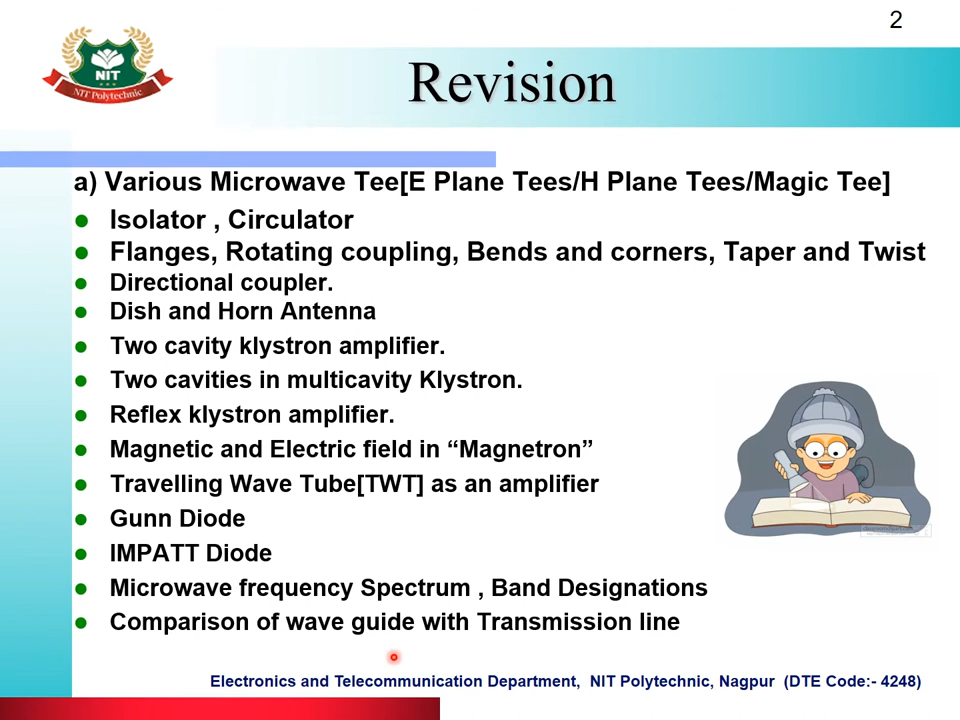 2
NIT
NIT Polytechnic
Revision
a) Various Microwave Tee[E Plane Tees/H Plane Tees/Magic Tee]
Isolator , Circulator
Flanges, Rotating coupling, Bends and corners, Taper and Twist
Directional coupler.
Dish and Horn Antenna
Two cavity klystron amplifier.
Two cavities in multicavity Klystron.
Reflex klystron amplifier.
Magnetic and Electric field in “Magnetron”
Travelling Wave Tube[TWT] as an amplifier
Gunn Diode
IMPATT Diode
Microwave frequency Spectrum , Band Designations
Comparison of wave guide with Transmission line
Electronics and Telecommunication Department, NIT Polytechnic, Nagpur (DTE Code:- 4248)